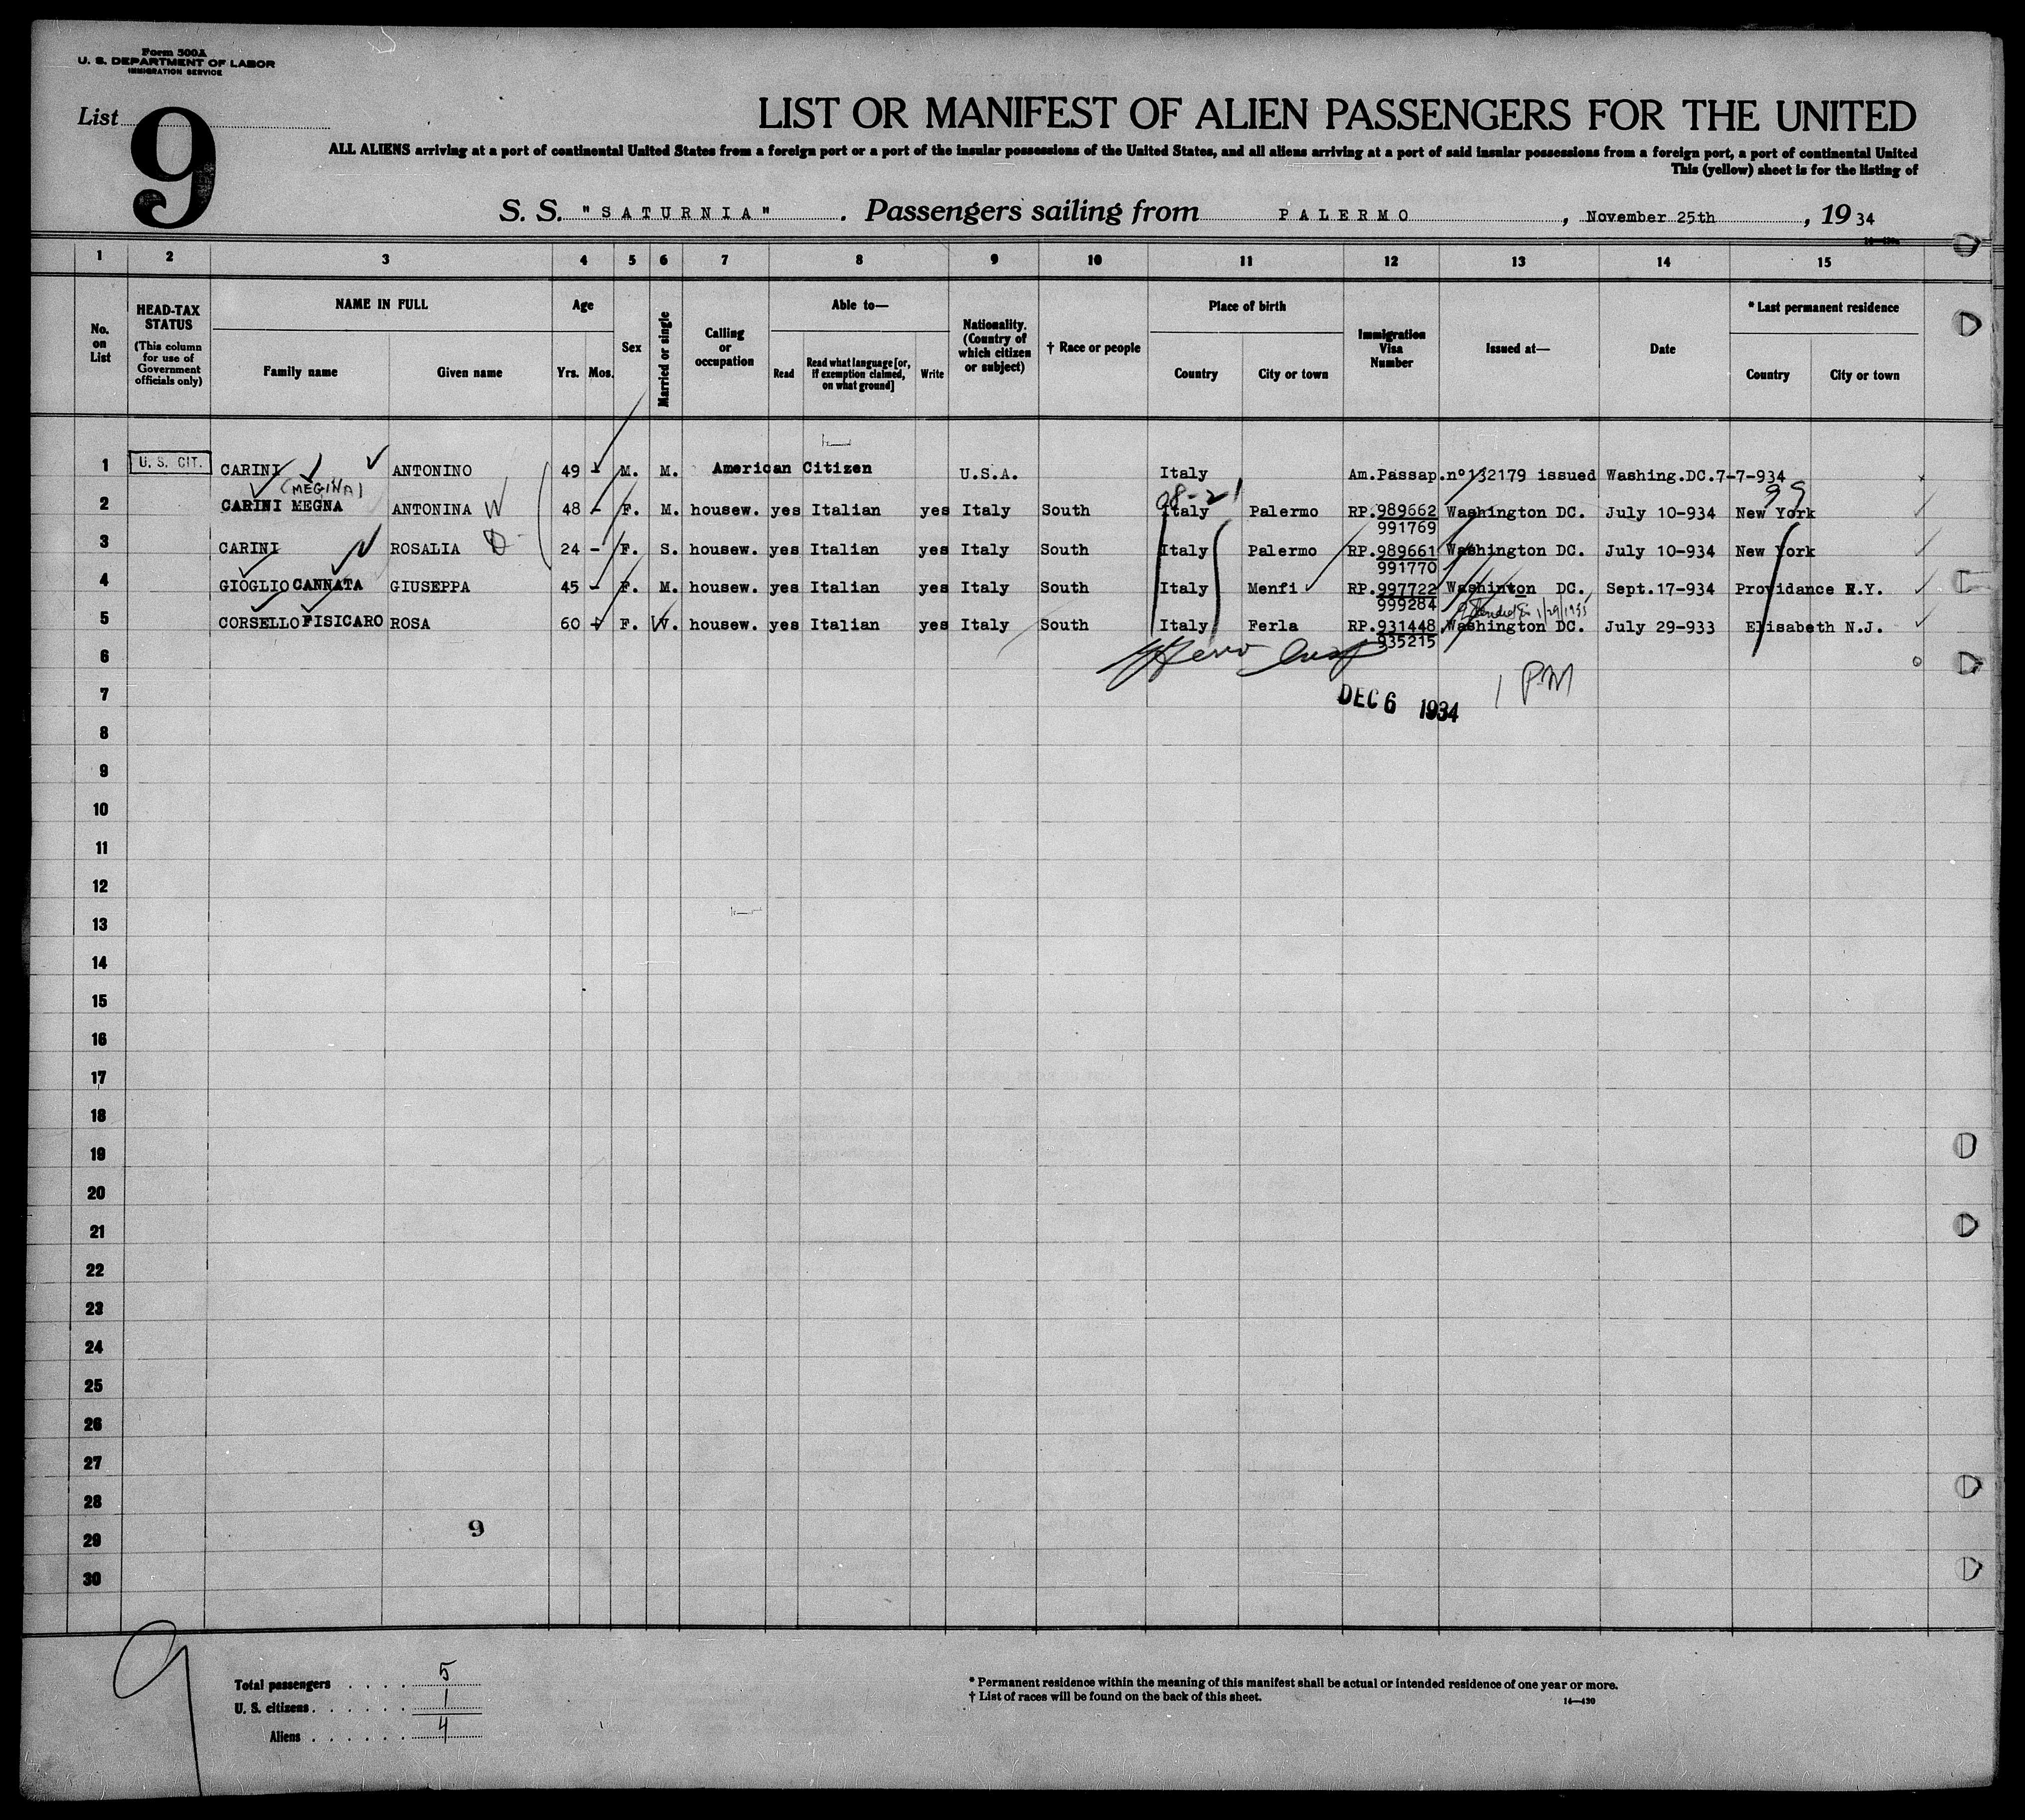 Form 500A
U. S. DEPARTMENT OF LABOR
IMMIGRATION SERVICE
List 9
LIST OR MANIFEST OF ALIEN PASSENGERS FOR THE UNITED
ALL ALIENS arriving at a port of continental United States from a foreign port or a port of the insular possessions of the United States, and all aliens arriving at a port of said insular possessions from a foreign port, a port of continental United
This (yellow) sheet is for the listing of
S. S. "SATURNIA". Passengers sailing from PALERMO, November 25th, 1934
1 2 3 4 5 6 7 8 9 10 11 12 13 14 15
No. on List
HEAD-TAX STATUS (This column for use of Government officials only)
NAME IN FULL
Family name Given name
Age
Yrs. Mos.
Sex
Married or single
Calling or occupation
Able to—
Read Read what language [or, if exemption claimed, on what ground] Write
Nationality. (Country of which citizen or subject)
† Race or people
Place of birth
Country City or town
Immigration Visa Number
Issued at—
Date
* Last permanent residence
Country City or town
1 U. S. CIT. CARINI ANTONINO 49 - M. M. American Citizen U.S.A. Italy Am.Passap.nº132179 issued Washing.DC.7-7-934
(MEGINA) 08-21 99
2 CARINI MEGNA ANTONINA W 48 - F. M. housew. yes Italian yes Italy South Italy Palermo RP.989662 Washington DC. July 10-934 New York
991769
3 CARINI ROSALIA D 24 - F. S. housew. yes Italian yes Italy South Italy Palermo RP.989661 Washington DC. July 10-934 New York
991770
4 GIOGLIO CANNATA GIUSEPPA 45 - F. M. housew. yes Italian yes Italy South Italy Menfi RP.997722 Washinton DC. Sept.17-934 Providance N.Y.
999284 1/29/1935
5 CORSELLO FISICARO ROSA 60 - F. W. housew. yes Italian yes Italy South Italy Ferla RP.931448 Washington DC. July 29-933 Elisabeth N.J.
935215
6
7 DEC 6 1934 1 PM
8
9
10
11
12
13
14
15
16
17
18
19
20
21
22
23
24
25
26
27
28
29 9
30
9
Total passengers . . . . 5
U. S. citizens . . . . . . 1
Aliens . . . . . . 4
* Permanent residence within the meaning of this manifest shall be actual or intended residence of one year or more.
† List of races will be found on the back of this sheet.
14—430